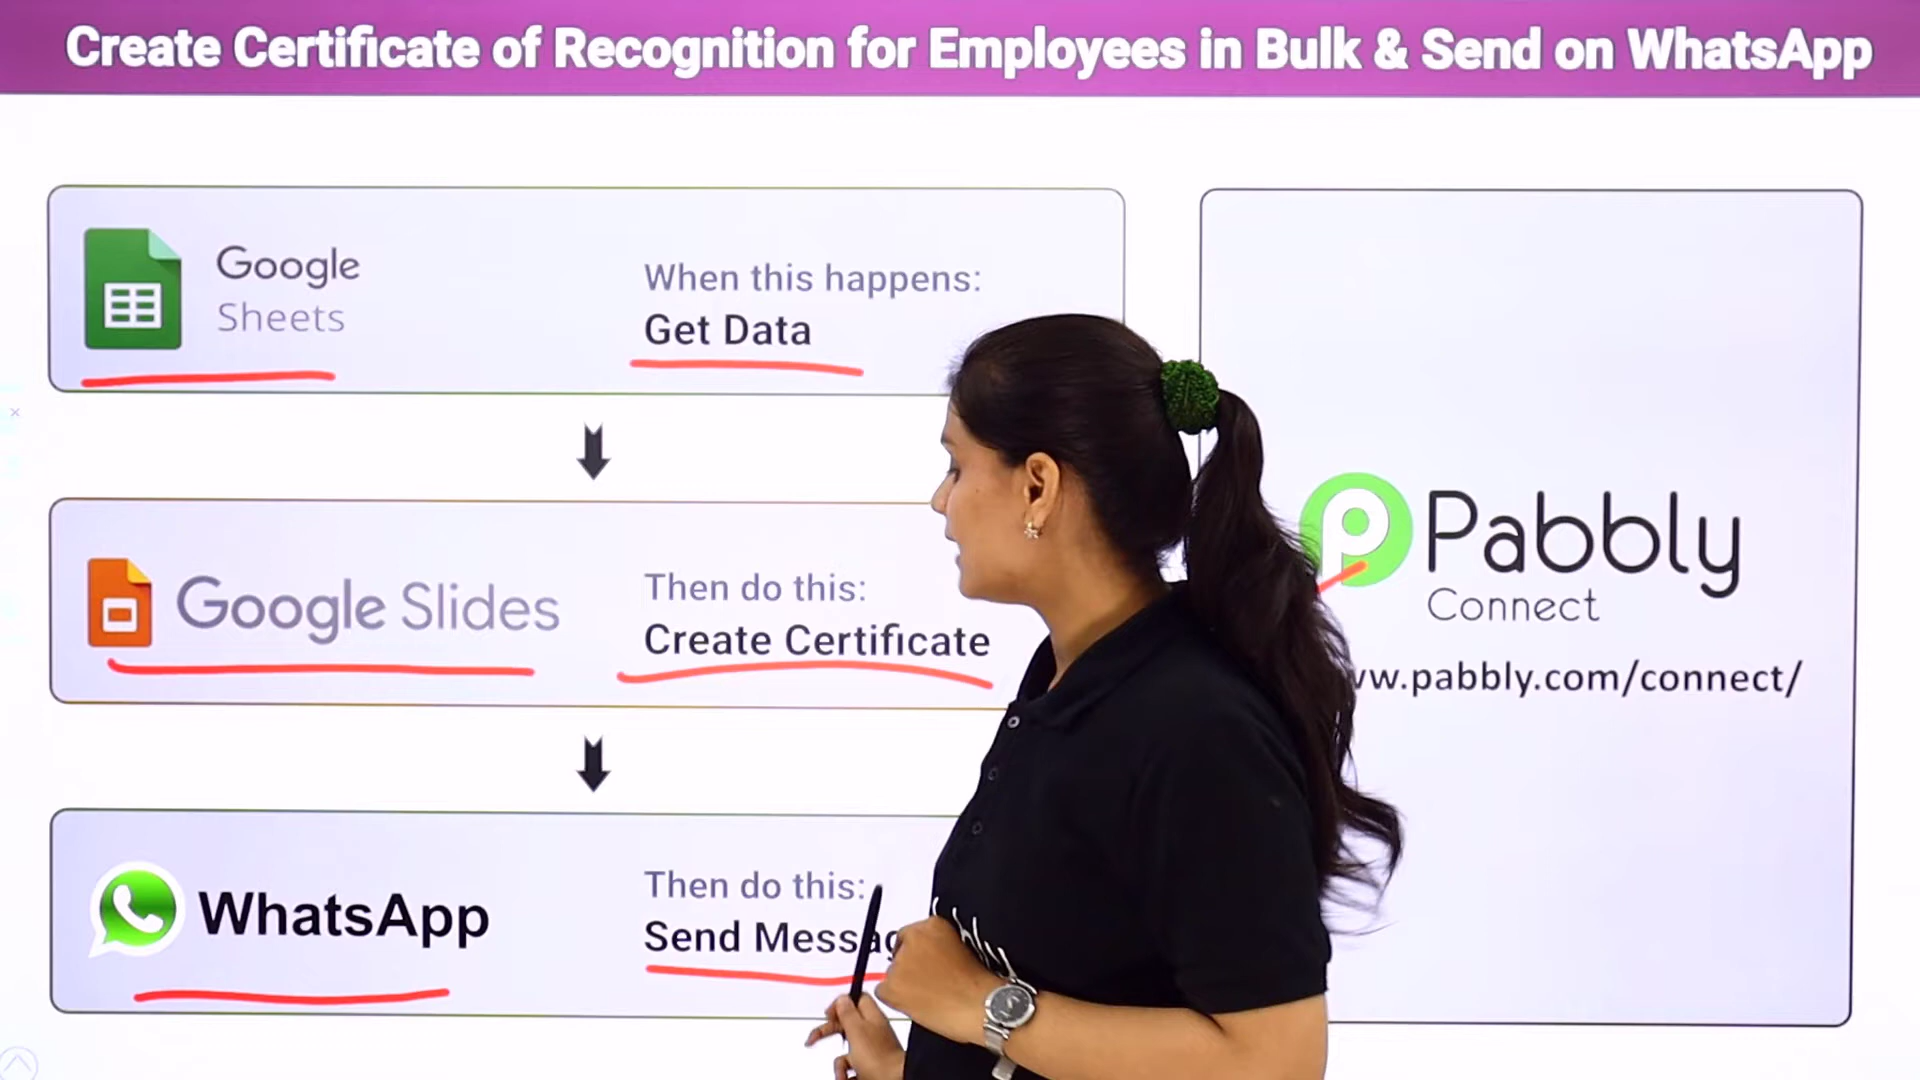 Create Certificate of Recognition for Employees in Bulk & Send on WhatsApp
Google
Sheets
When this happens:
Get Data
Google Slides
Then do this:
Create Certificate
WhatsApp
Then do this:
Send
Pabbly
Connect